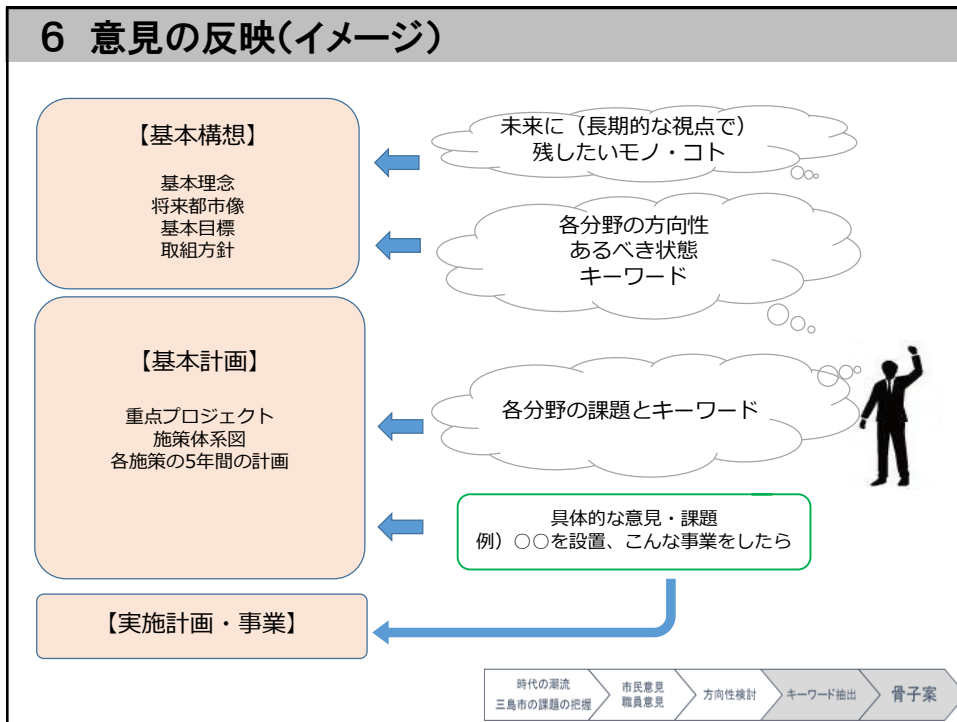 6 意見の反映(イメージ)
【基本構想】
基本理念
将来都市像
基本目標
取組方針
未来に（長期的な視点で）
残したいモノ・コト
各分野の方向性
あるべき状態
キーワード
【基本計画】
重点プロジェクト
施策体系図
各施策の5年間の計画
各分野の課題とキーワード
具体的な意見・課題
例）○○を設置、こんな事業をしたら
【実施計画・事業】
時代の潮流
三島市の課題の把握
市民意見
職員意見
方向性検討
キーワード抽出
骨子案